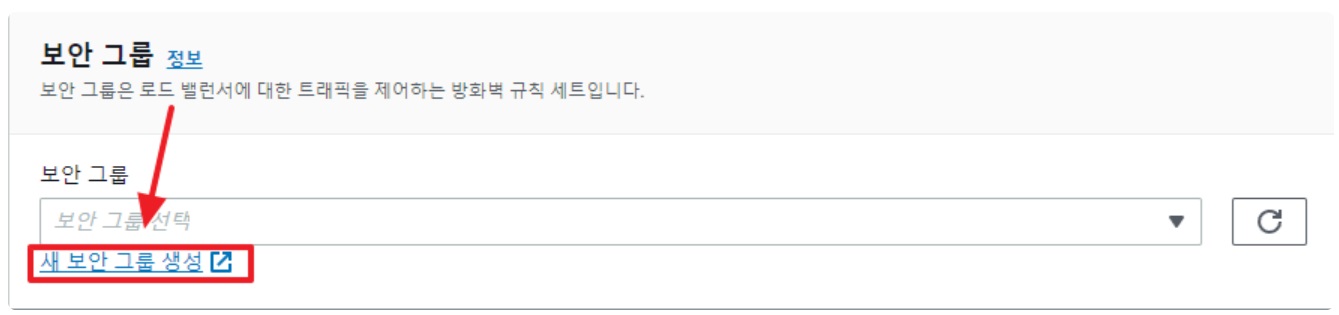 보안 그룹 정보
보안 그룹은 로드 밸런서에 대한 트래픽을 제어하는 방화벽 규칙 세트입니다.
보안 그룹
보안 그룹 선택
새 보안 그룹 생성